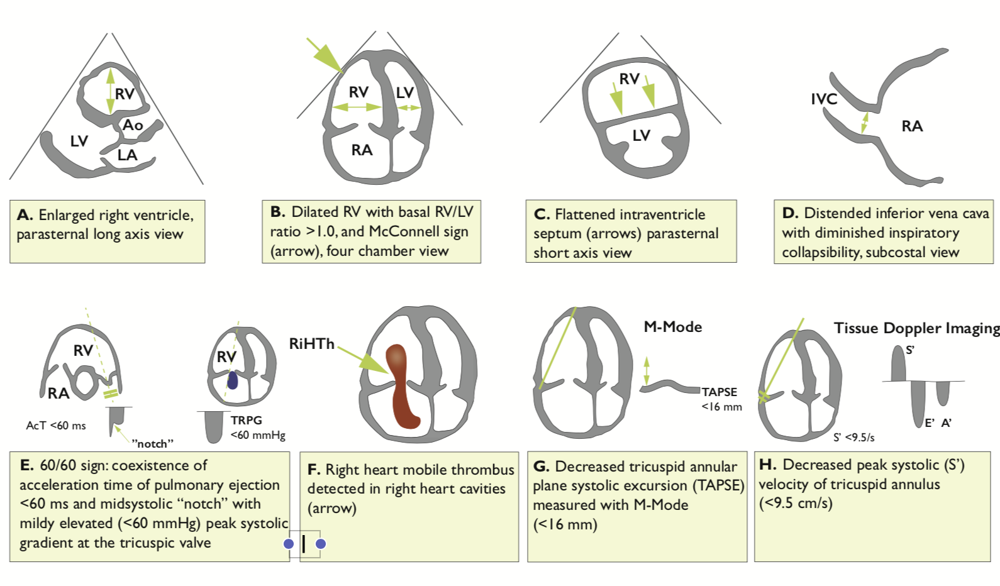 RV
Ao
LV
LA
RV
LV
RA
RV
LV
IVC
RA
A. Enlarged right ventricle,
parasternal long axis view
B. Dilated RV with basal RV/LV
ratio >1.0, and McConnell sign
(arrow), four chamber view
C. Flattened intraventricle
septum (arrows) parasternal
short axis view
D. Distended inferior vena cava
with diminished inspiratory
collapsibility, subcostal view
RV
RA
AcT <60 ms
”notch”
RV
TRPG
<60 mmHg
RiHTh
M-Mode
TAPSE
<16 mm
Tissue Doppler Imaging
S’
E’ A’
S’ <9.5/s
E. 60/60 sign: coexistence of
acceleration time of pulmonary ejection
<60 ms and midsystolic “notch” with
mildy elevated (<60 mmHg) peak systolic
gradient at the tricuspic valve
F. Right heart mobile thrombus
detected in right heart cavities
(arrow)
G. Decreased tricuspid annular
plane systolic excursion (TAPSE)
measured with M-Mode
(<16 mm)
H. Decreased peak systolic (S’)
velocity of tricuspid annulus
(<9.5 cm/s)